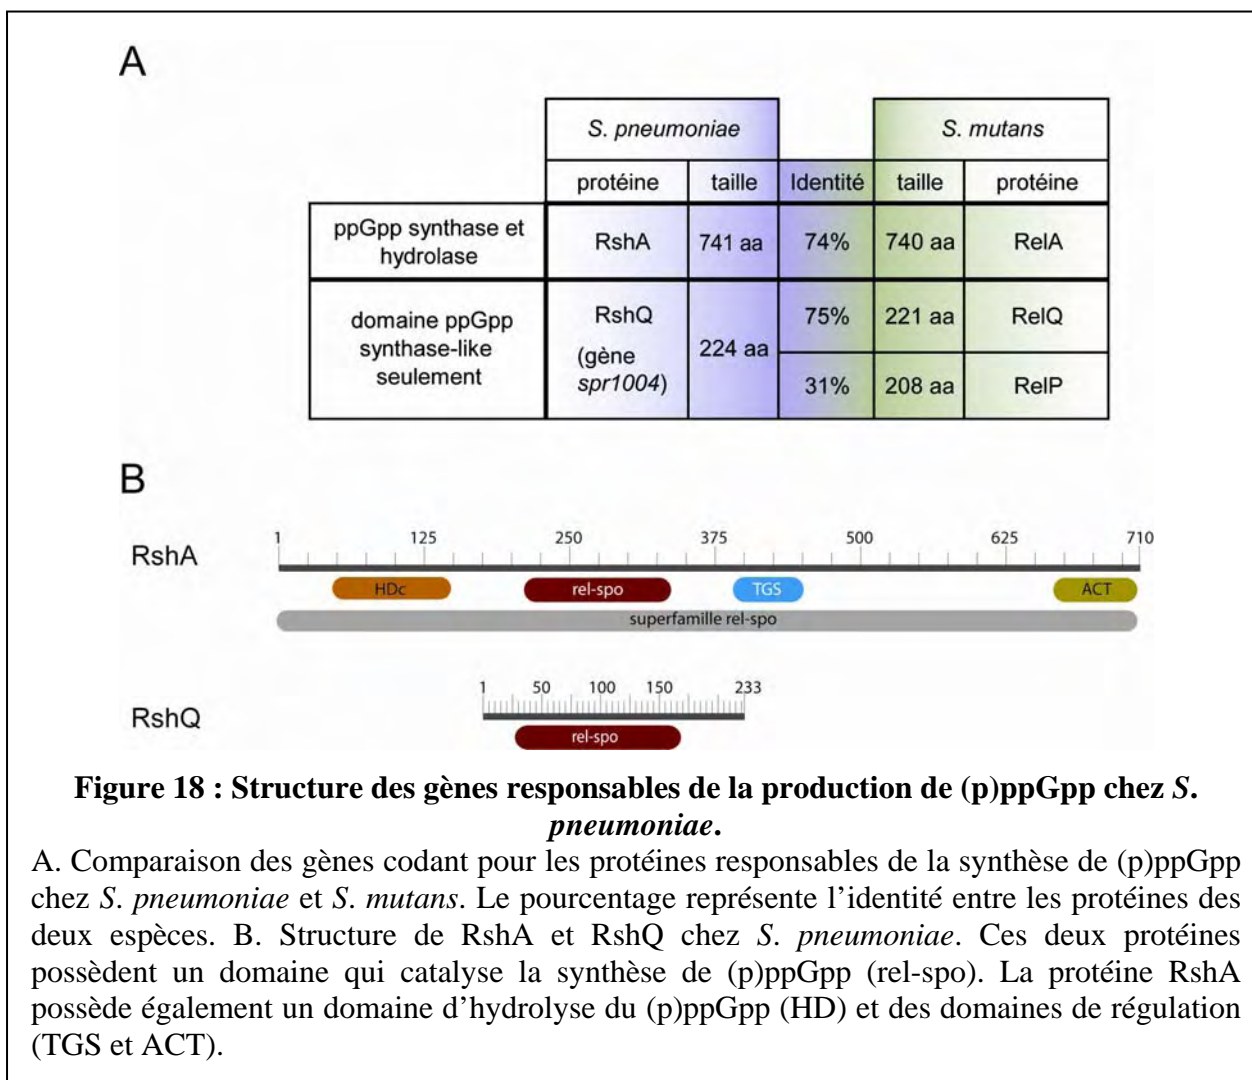 A
S. pneumoniae S. mutans
protéine taille Identité taille protéine
ppGpp synthase et
hydrolase
RshA 741 aa 74% 740 aa RelA
domaine ppGpp
synthase-like
seulement
RshQ
(gène
spr1004)
224 aa
75% 221 aa RelQ
31% 208 aa RelP
B
1 125 250 375 500 625 710
RshA
HDc rel-spo TGS ACT
superfamille rel-spo
1 50 100 150 233
RshQ
rel-spo
Figure 18 : Structure des gènes responsables de la production de (p)ppGpp chez S.
pneumoniae.
A. Comparaison des gènes codant pour les protéines responsables de la synthèse de (p)ppGpp
chez S. pneumoniae et S. mutans. Le pourcentage représente l’identité entre les protéines des
deux espèces. B. Structure de RshA et RshQ chez S. pneumoniae. Ces deux protéines
possèdent un domaine qui catalyse la synthèse de (p)ppGpp (rel-spo). La protéine RshA
possède également un domaine d’hydrolyse du (p)ppGpp (HD) et des domaines de régulation
(TGS et ACT).